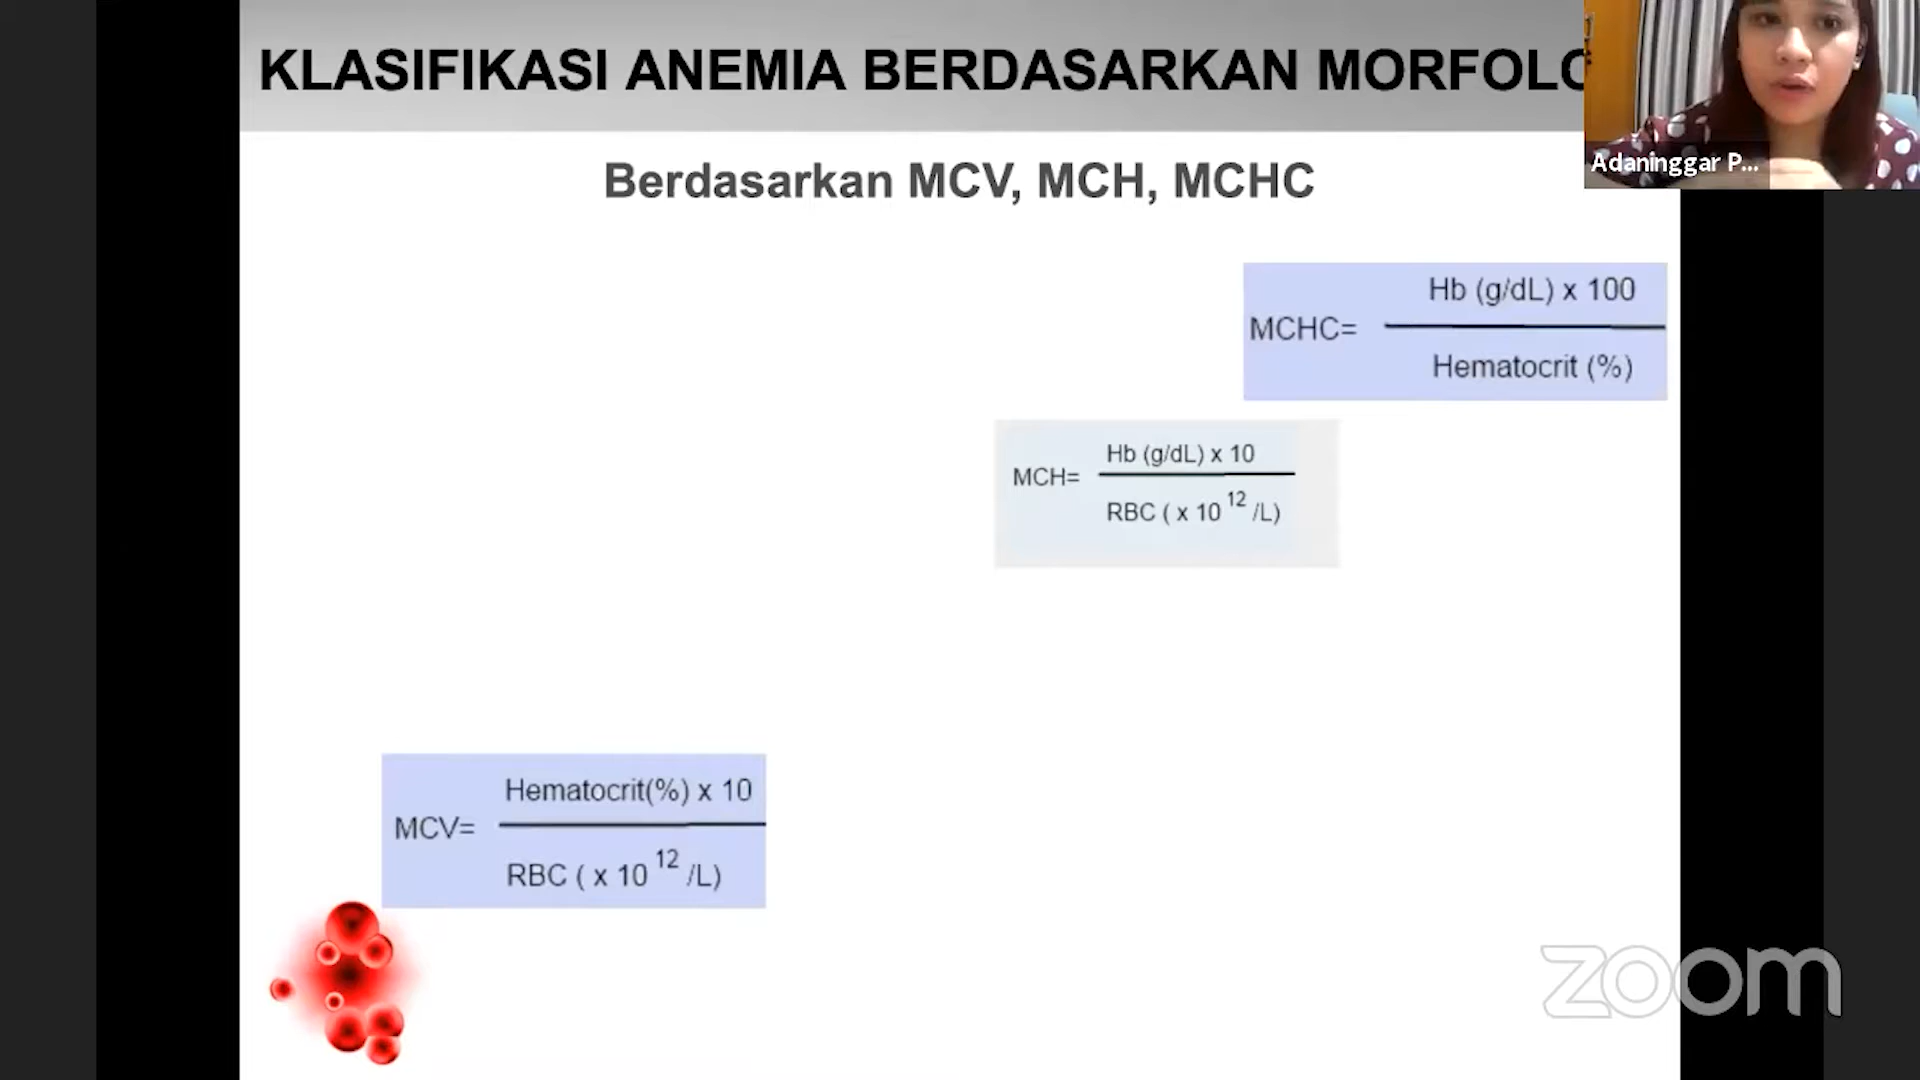 KLASIFIKASI ANEMIA BERDASARKAN MORFOLO
Adaninggar P...
Berdasarkan MCV, MCH, MCHC
MCHC=
Hb (g/dL) x 100
Hematocrit (%)
MCH=
Hb (g/dL) x 10
RBC ( x 10 12 /L)
MCV=
Hematocrit(%) x 10
RBC ( x 10 12 /L)
zoom